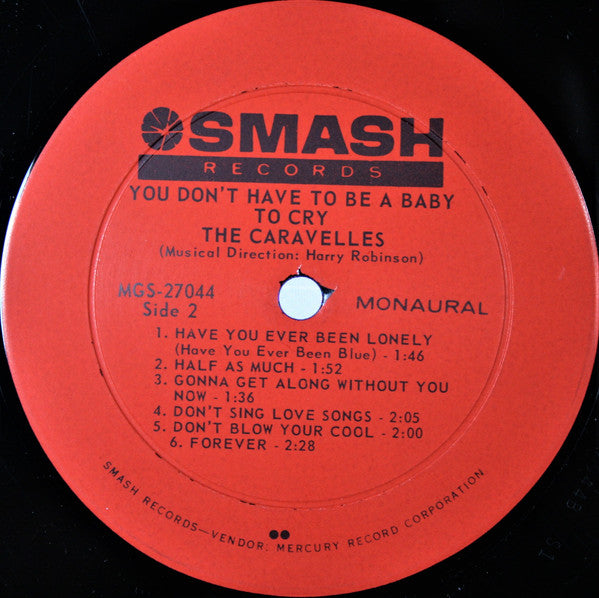 SMASH
RECORDS
YOU DON'T HAVE TO BE A BABY
TO CRY
THE CARAVELLES
(Musical Direction: Harry Robinson)
MGS-27044
Side 2
MONAURAL
1. HAVE YOU EVER BEEN LONELY
(Have You Ever Been Blue) - 1:46
2. HALF AS MUCH - 1:52
3. GONNA GET ALONG WITHOUT YOU
NOW - 1:36
4. DON'T SING LOVE SONGS - 2:05
5. DON'T BLOW YOUR COOL - 2:00
6. FOREVER - 2:28
SMASH RECORDS—VENDOR: MERCURY RECORD CORPORATION